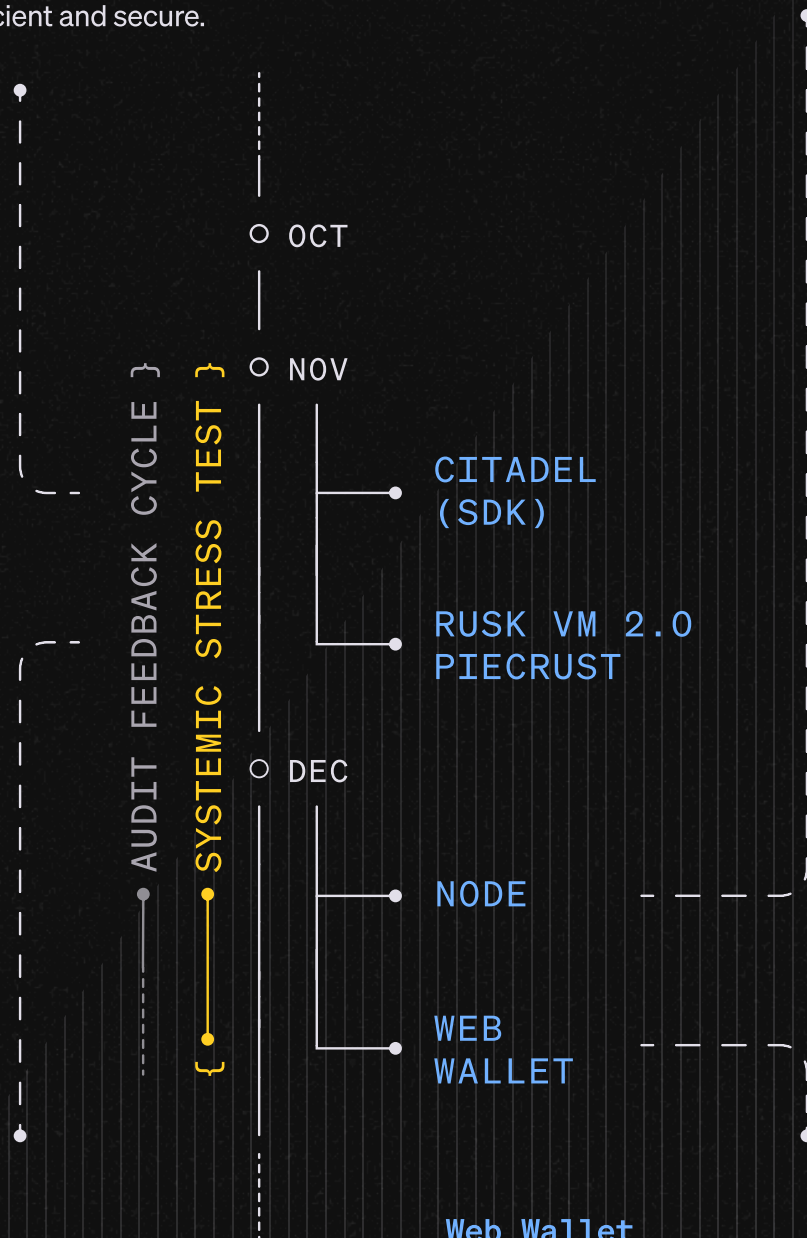 cient and secure.
OCT
NOV
AUDIT FEEDBACK CYCLE }
{ SYSTEMIC STRESS TEST }
CITADEL
(SDK)
RUSK VM 2.0
PIECRUST
DEC
NODE
WEB
WALLET
Web Wallet